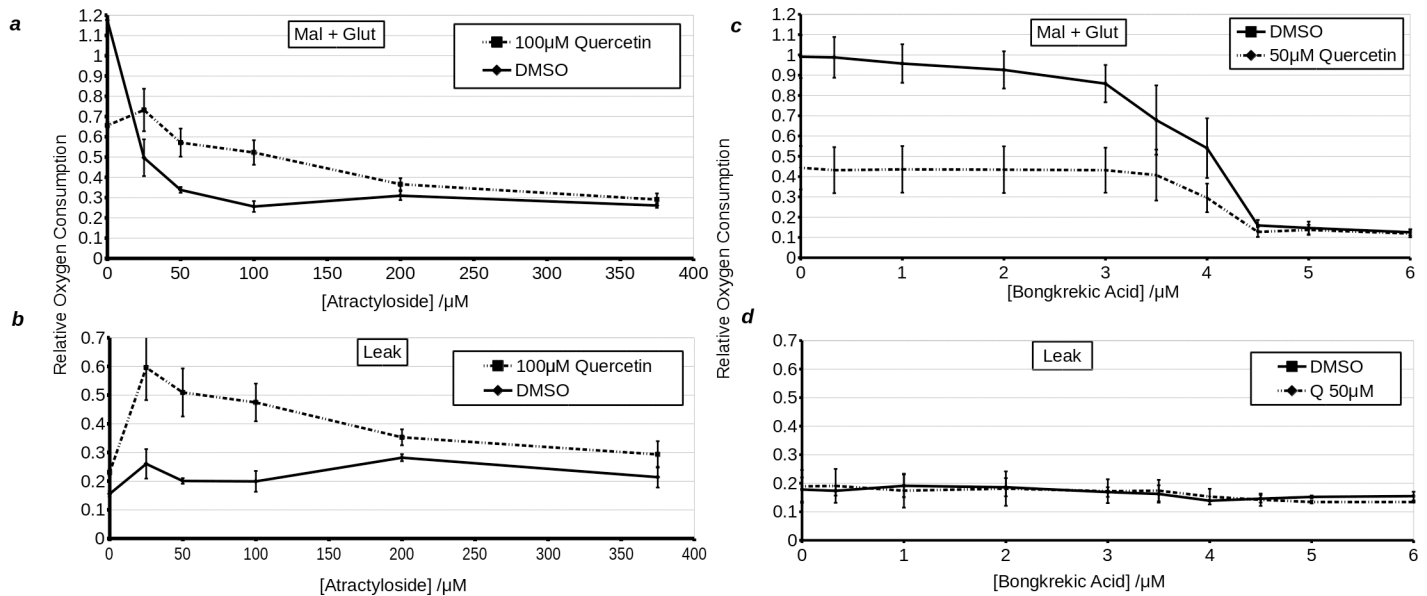 a
Mal + Glut
100µM Quercetin
DMSO
1.2
1.1
1
0.9
0.8
0.7
0.6
0.5
0.4
0.3
0.2
0.1
0
0 50 100 150 200 250 300 350 400
[Atractyloside] /µM
Relative Oxygen Consumption
b
Leak
100µM Quercetin
DMSO
0.7
0.6
0.5
0.4
0.3
0.2
0.1
0
0 50 100 150 200 250 300 350 400
[Atractyloside] /µM
c
Mal + Glut
DMSO
50µM Quercetin
1.2
1.1
1
0.9
0.8
0.7
0.6
0.5
0.4
0.3
0.2
0.1
0
0 1 2 3 4 5 6
[Bongkrekic Acid] /µM
Relative Oxygen Consumption
d
Leak
DMSO
Q 50µM
0.7
0.6
0.5
0.4
0.3
0.2
0.1
0
0 1 2 3 4 5 6
[Bongkrekic Acid] /µM